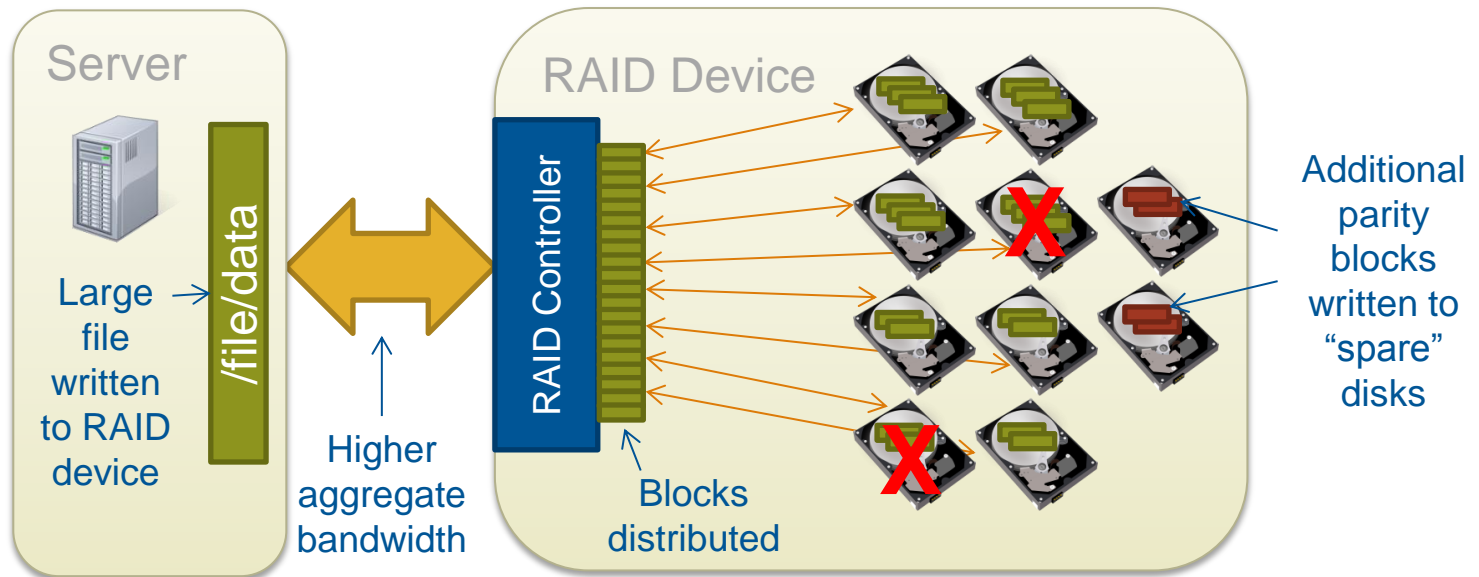 Server
/file/data
Large
file
written
to RAID
device
Higher
aggregate
bandwidth
RAID Device
RAID Controller
Blocks
distributed
X
X
Additional
parity
blocks
written to
“spare”
disks